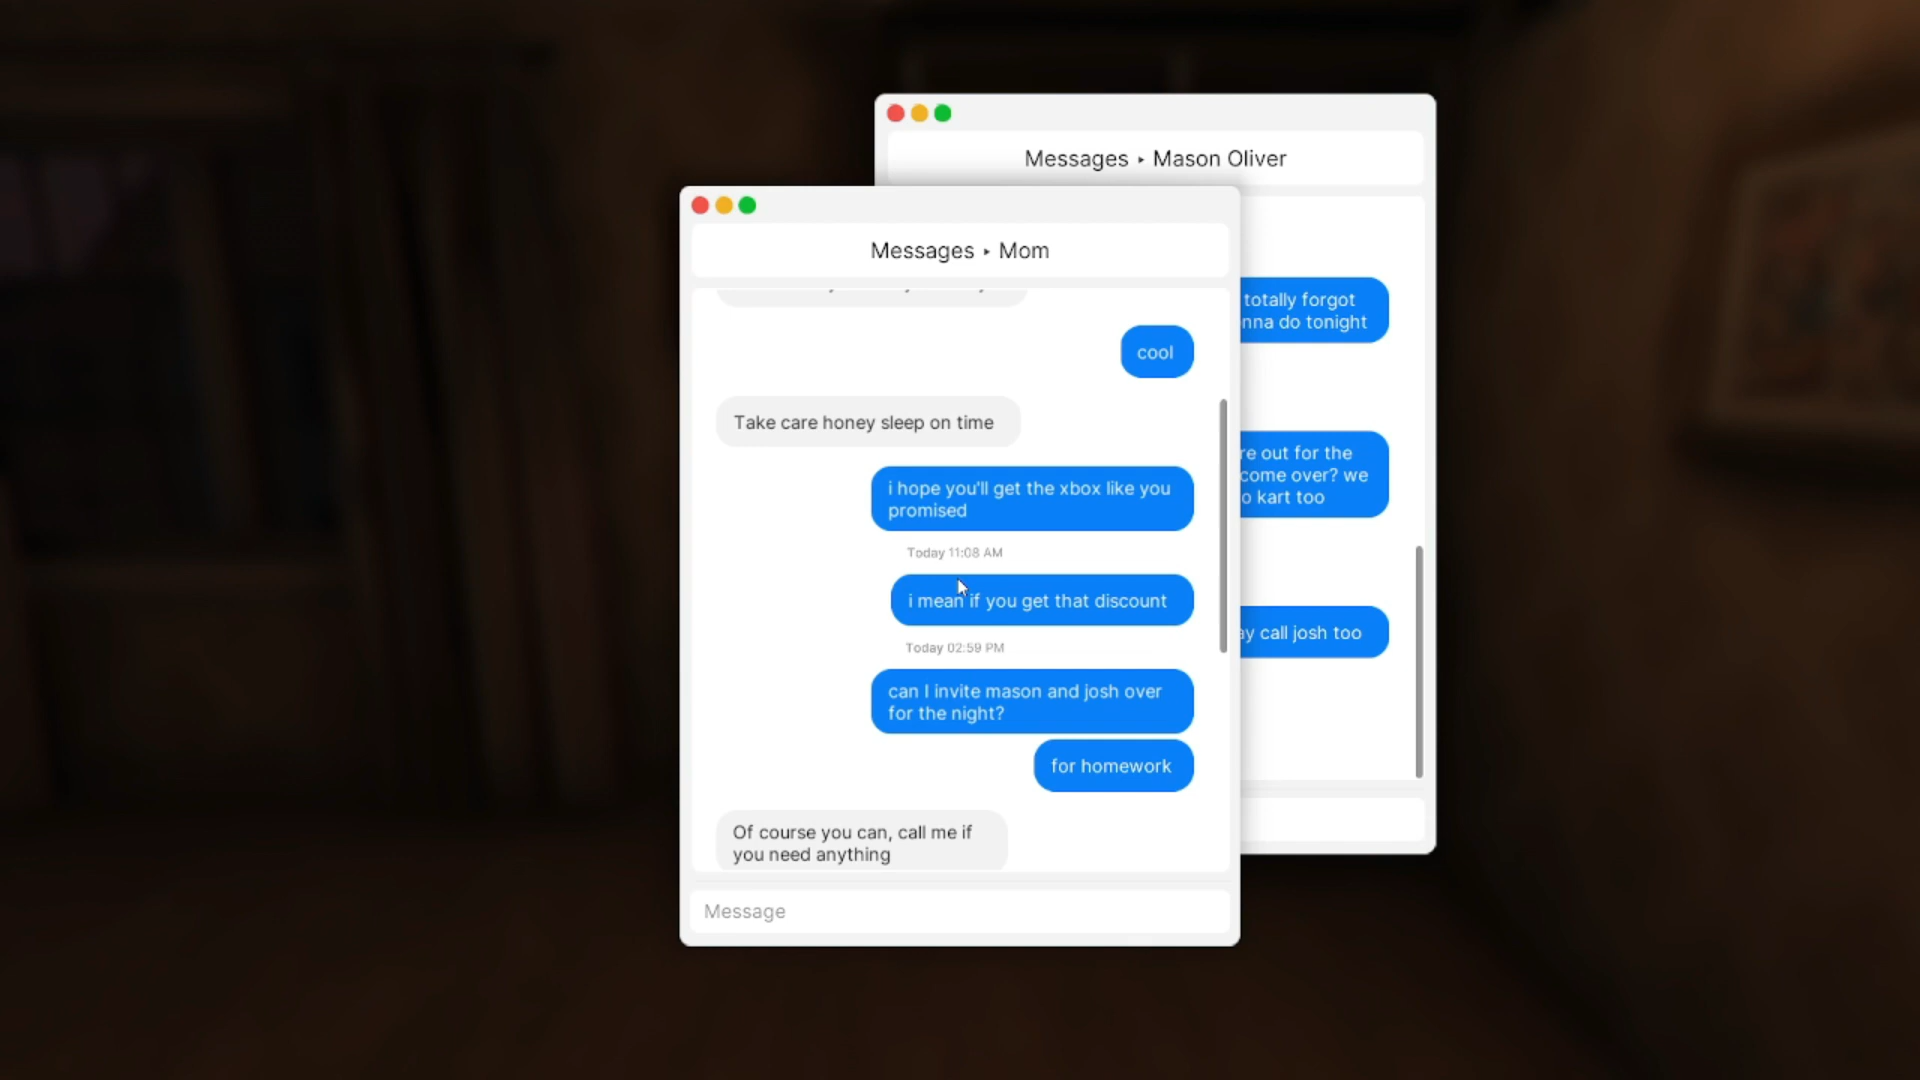 Messages ▸ Mason Oliver
Messages ▸ Mom
cool
Take care honey sleep on time
i hope you'll get the xbox like you
promised
Today 11:08 AM
i mean if you get that discount
Today 02:59 PM
can I invite mason and josh over
for the night?
for homework
Of course you can, call me if
you need anything
Message
totally forgot
do tonight
out for the
come over? we
kart too
call josh too